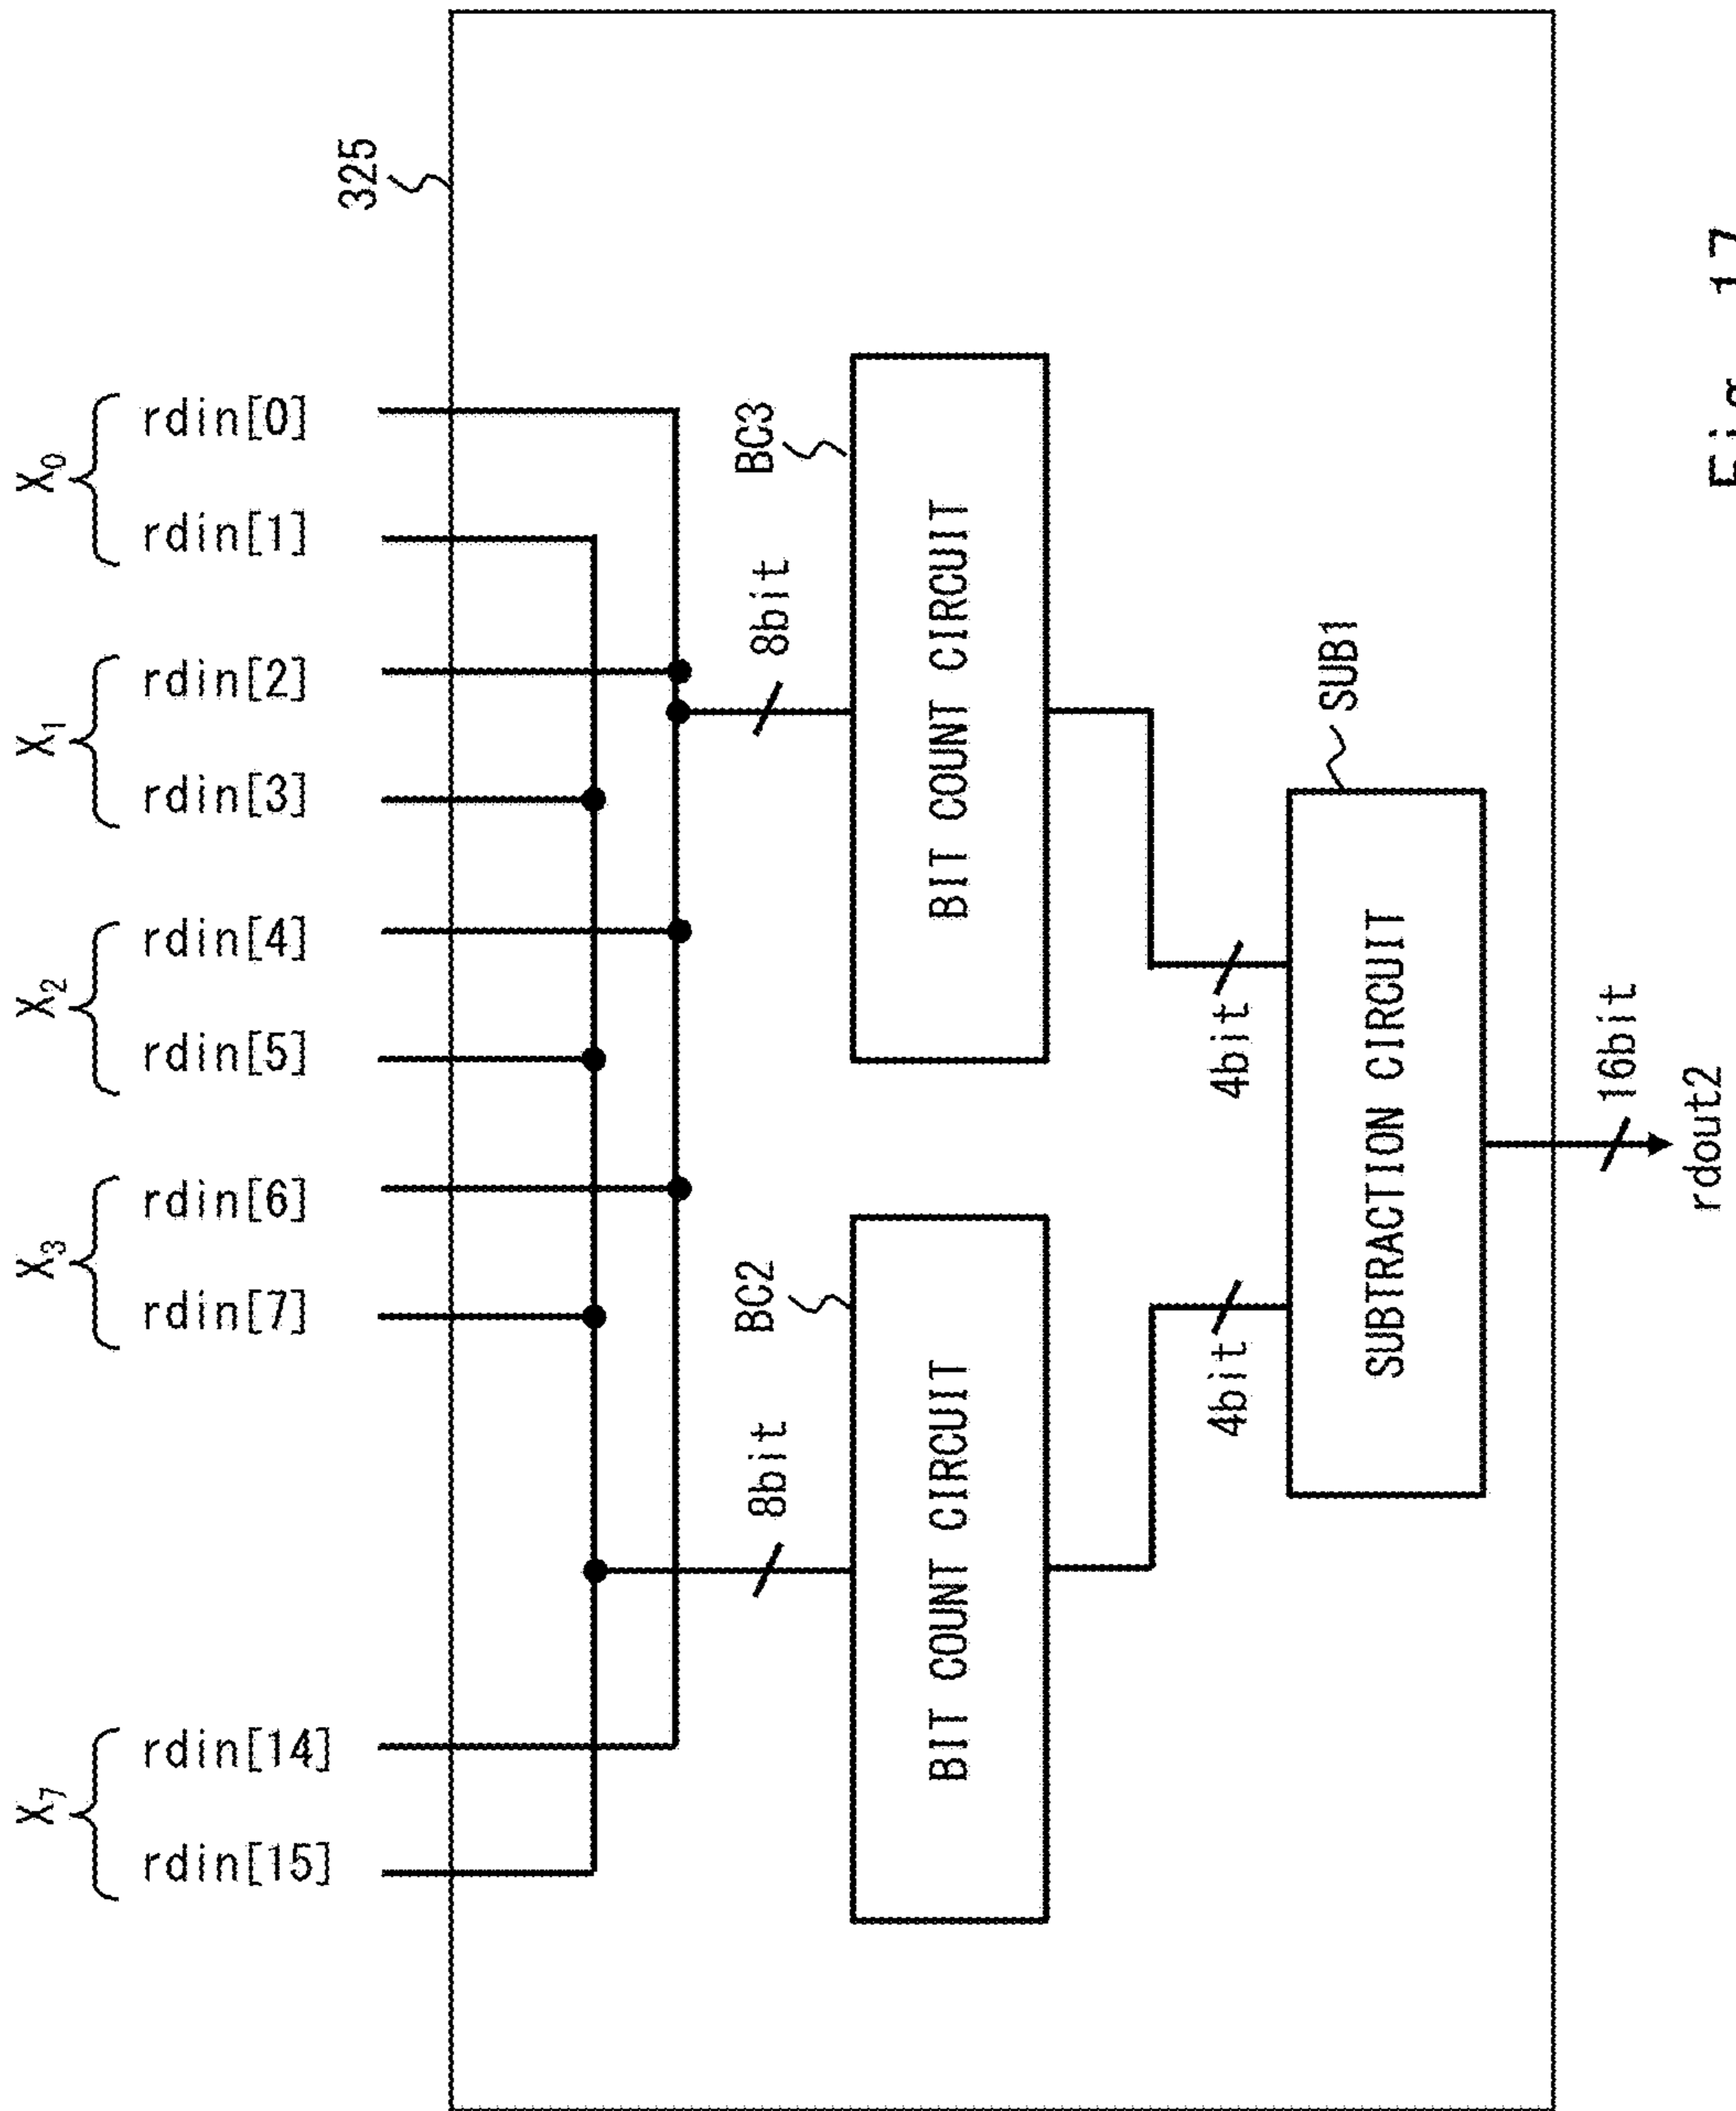 X7
X3
X2
X1
X0
rdin[15]
rdin[14]
rdin[7]
rdin[6]
rdin[5]
rdin[4]
rdin[3]
rdin[2]
rdin[1]
rdin[0]
325
8bit
BC2
8bit
BC3
BIT COUNT CIRCUIT
BIT COUNT CIRCUIT
4bit
4bit
SUB1
SUBTRACTION CIRCUIT
16bit
rdout2
Fig. 17